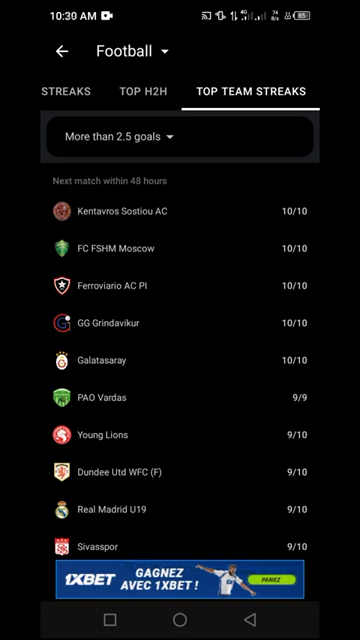 10:30 AM
4G
74
B/s
85
Football
STREAKS
TOP H2H
TOP TEAM STREAKS
More than 2.5 goals
Next match within 48 hours
Kentavros Sostiou AC 10/10
FC FSHM Moscow 10/10
Ferroviario AC PI 10/10
GG Grindavikur 10/10
Galatasaray 10/10
PAO Vardas 9/9
Young Lions 9/10
Dundee Utd WFC (F) 9/10
Real Madrid U19 9/10
Sivasspor 9/10
1XBET
GAGNEZ
AVEC 1XBET !
PARIEZ